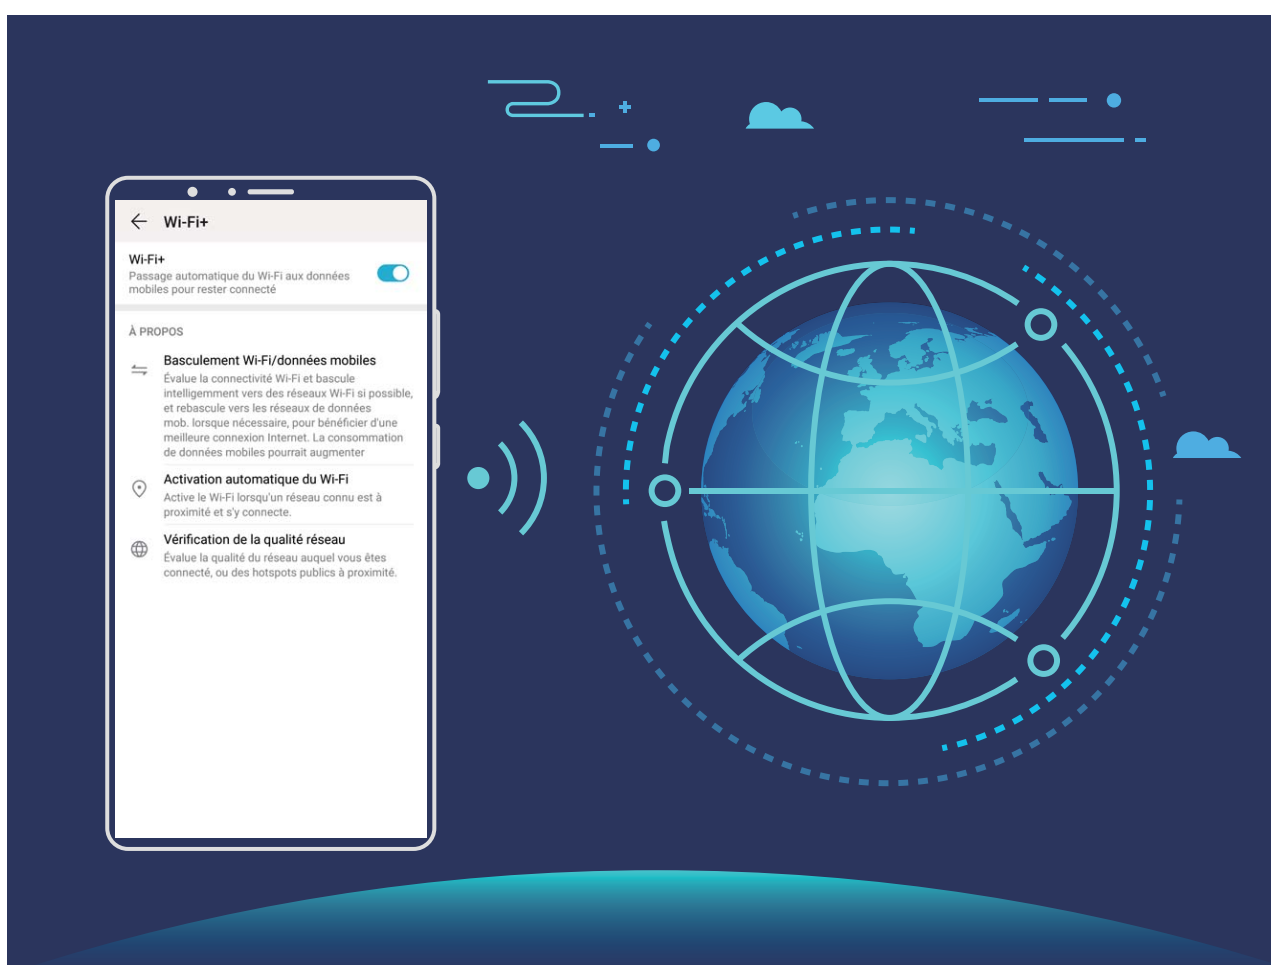 Wi-Fi+
Wi-Fi+
Passage automatique du Wi-Fi aux données
mobiles pour rester connecté
À PROPOS
Basculement Wi-Fi/données mobiles
Évalue la connectivité Wi-Fi et bascule
intelligemment vers des réseaux Wi-Fi si possible,
et rebascule vers les réseaux de données
mob. lorsque nécessaire, pour bénéficier d'une
meilleure connexion Internet. La consommation
de données mobiles pourrait augmenter
Activation automatique du Wi-Fi
Active le Wi-Fi lorsqu'un réseau connu est à
proximité et s'y connecte.
Vérification de la qualité réseau
Évalue la qualité du réseau auquel vous êtes
connecté, ou des hotspots publics à proximité.